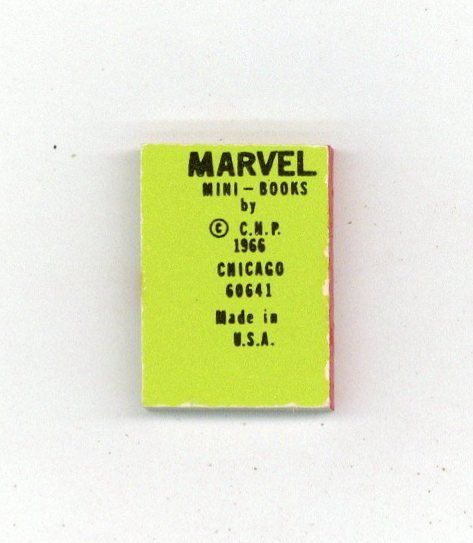 MARVEL
MINI-BOOKS
by
© C.M.P.
1966
CHICAGO
60641
Made in
U.S.A.